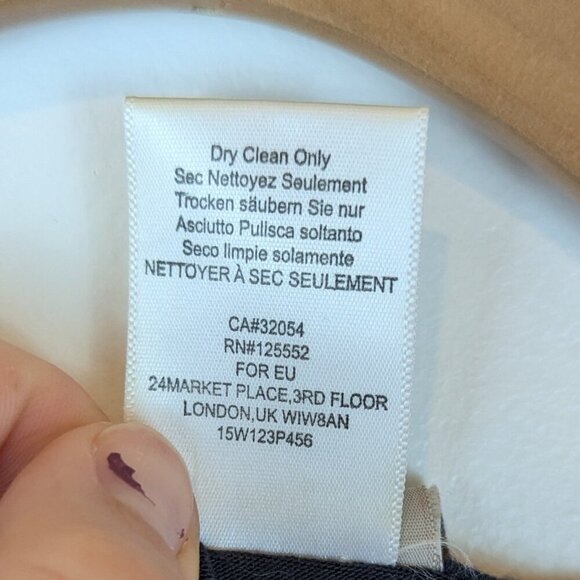 Dry Clean Only
Sec Nettoyez Seulement
Trocken säubern Sie nur
Asciutto Pulisca soltanto
Seco limpie solamente
NETTOYER À SEC SEULEMENT
CA#32054
RN#125552
FOR EU
24MARKET PLACE,3RD FLOOR
LONDON,UK WIW8AN
15W123P456